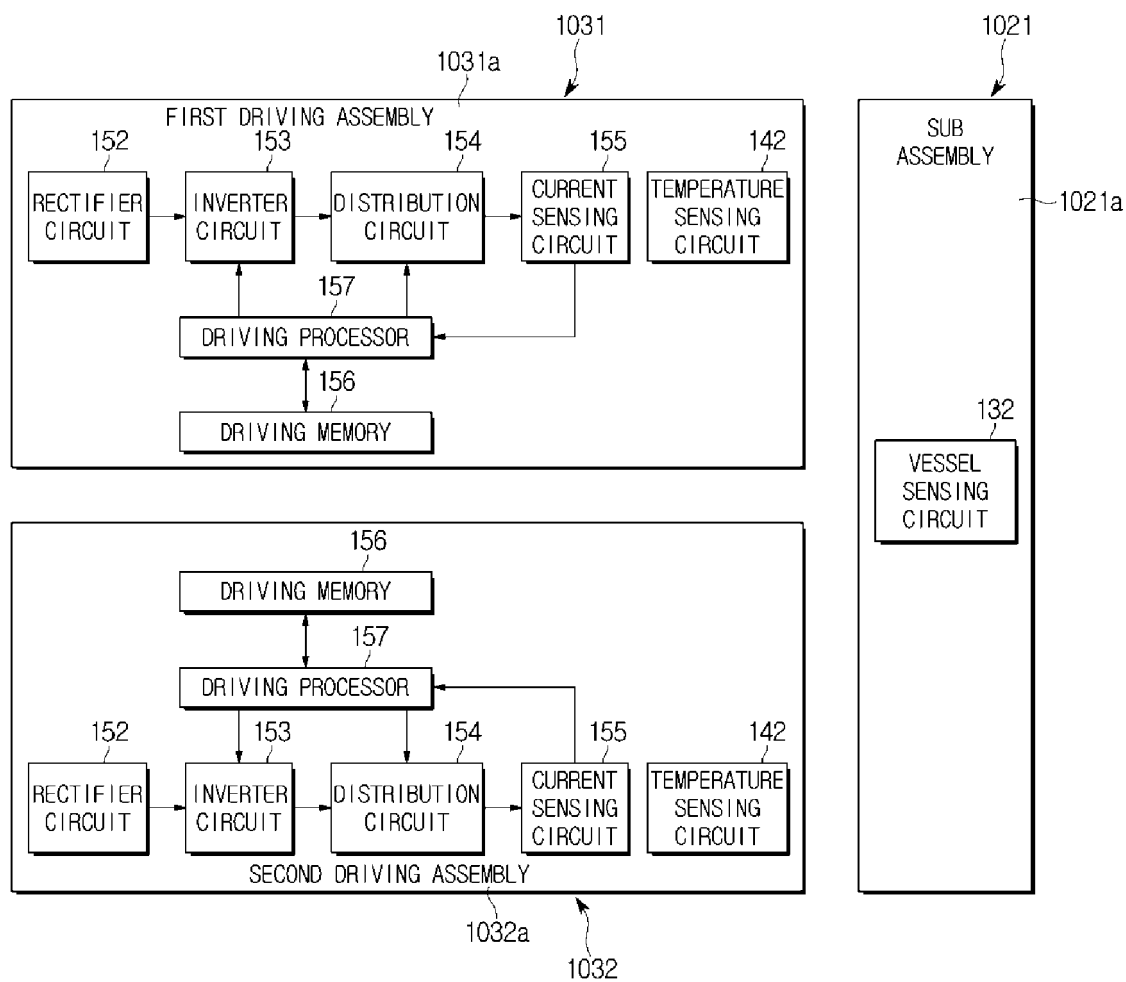 1031
1021
1031a
FIRST DRIVING ASSEMBLY
SUB
ASSEMBLY
152
153
154
155
142
RECTIFIER
CIRCUIT
INVERTER
CIRCUIT
DISTRIBUTION
CIRCUIT
CURRENT
SENSING
CIRCUIT
TEMPERATURE
SENSING
CIRCUIT
1021a
157
DRIVING PROCESSOR
156
DRIVING MEMORY
132
VESSEL
SENSING
CIRCUIT
156
DRIVING MEMORY
157
DRIVING PROCESSOR
152
153
154
155
142
RECTIFIER
CIRCUIT
INVERTER
CIRCUIT
DISTRIBUTION
CIRCUIT
CURRENT
SENSING
CIRCUIT
TEMPERATURE
SENSING
CIRCUIT
SECOND DRIVING ASSEMBLY
1032a
1032